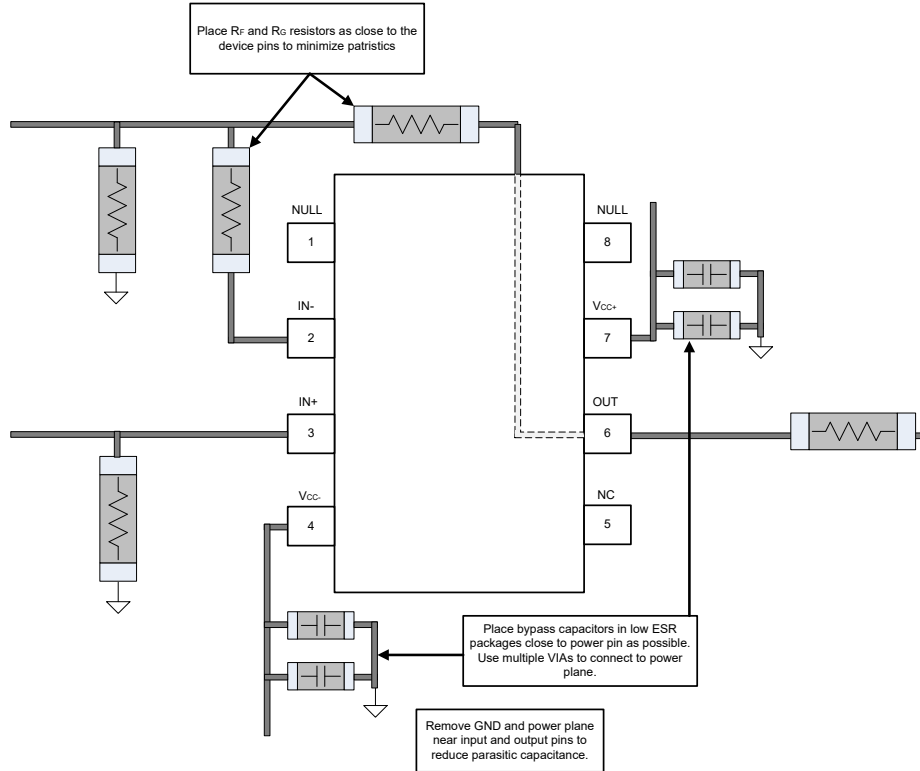 Place RF and RG resistors as close to the
device pins to minimize patristics
NULL
1
NULL
8
IN-
2
VCC+
7
IN+
3
OUT
6
VCC-
4
NC
5
Place bypass capacitors in low ESR
packages close to power pin as possible.
Use multiple VIAs to connect to power
plane.
Remove GND and power plane
near input and output pins to
reduce parasitic capacitance.